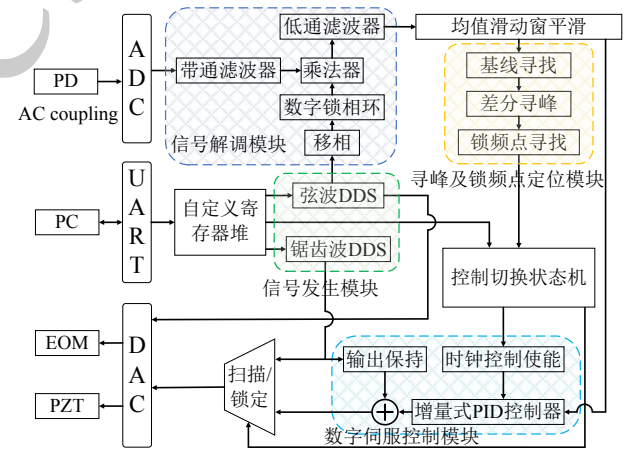 低通滤波器
均值滑动窗平滑
PD
AC coupling
ADC
带通滤波器
乘法器
数字锁相环
移相
信号解调模块
基线寻找
差分寻峰
锁频点寻找
寻峰及锁频点定位模块
PC
UART
自定义寄
存器堆
弦波DDS
锯齿波DDS
信号发生模块
控制切换状态机
EOM
PZT
DAC
扫描/
锁定
输出保持
时钟控制使能
增量式PID控制器
数字伺服控制模块